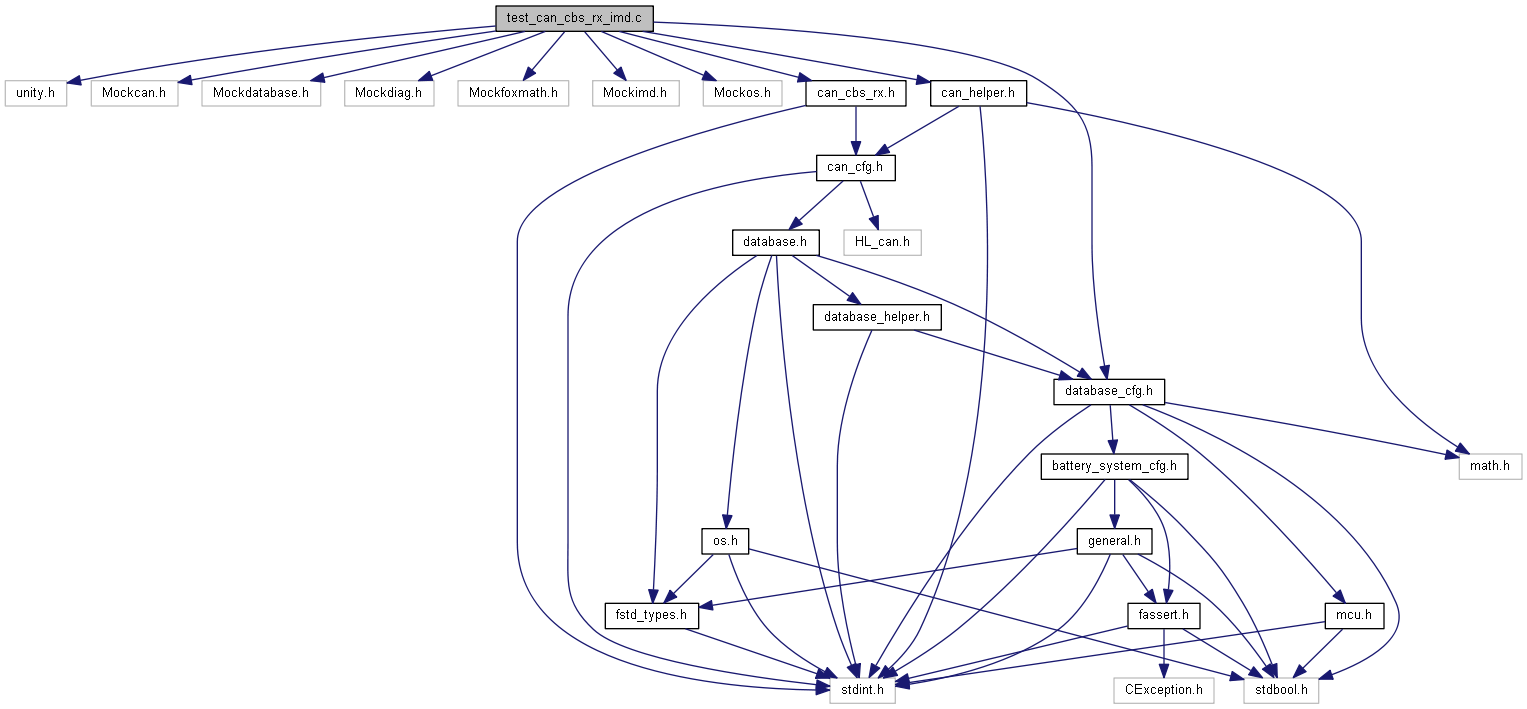 test_can_cbs_rx_imd.c
unity.h
Mockcan.h
Mockdatabase.h
Mockdiag.h
Mockfoxmath.h
Mockimd.h
Mockos.h
can_cbs_rx.h
can_helper.h
can_cfg.h
database.h
HL_can.h
database_helper.h
database_cfg.h
battery_system_cfg.h
math.h
os.h
general.h
fstd_types.h
fassert.h
mcu.h
stdint.h
CException.h
stdbool.h